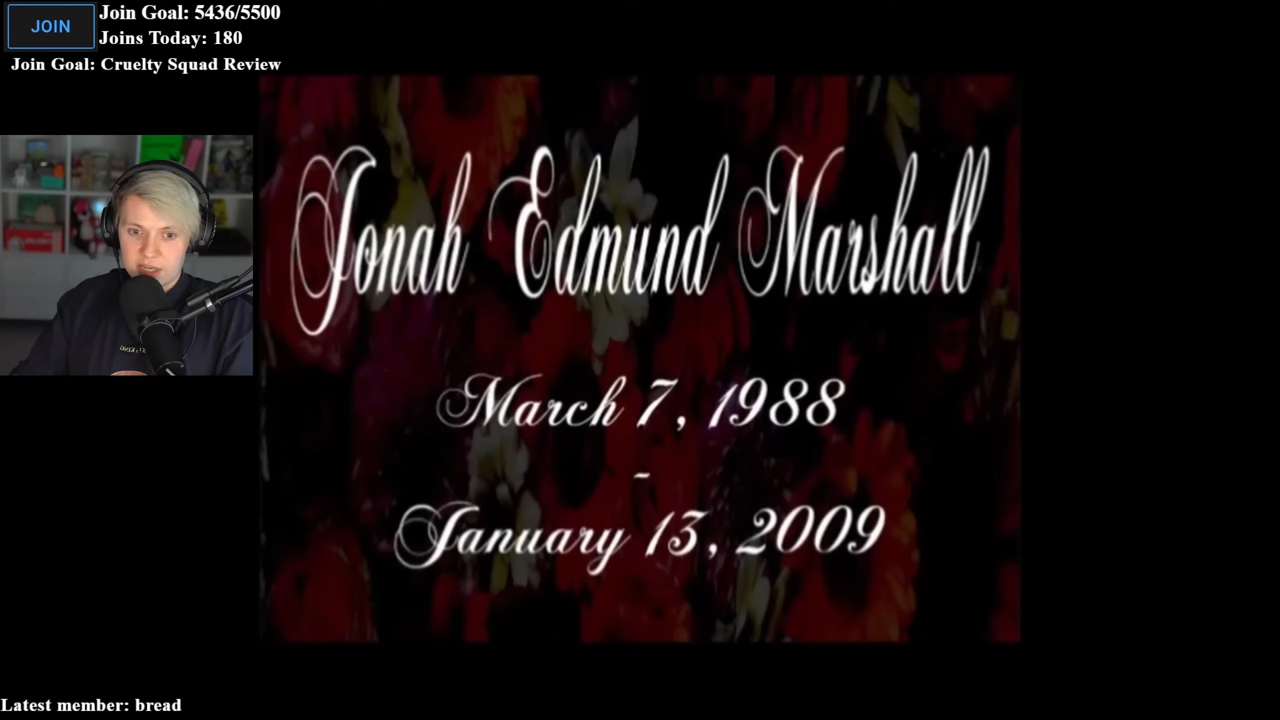 JOIN
Join Goal: 5436/5500
Joins Today: 180
Join Goal: Cruelty Squad Review
Jonah Edmund Marshall
March 7, 1988
-
January 13, 2009
Latest member: bread